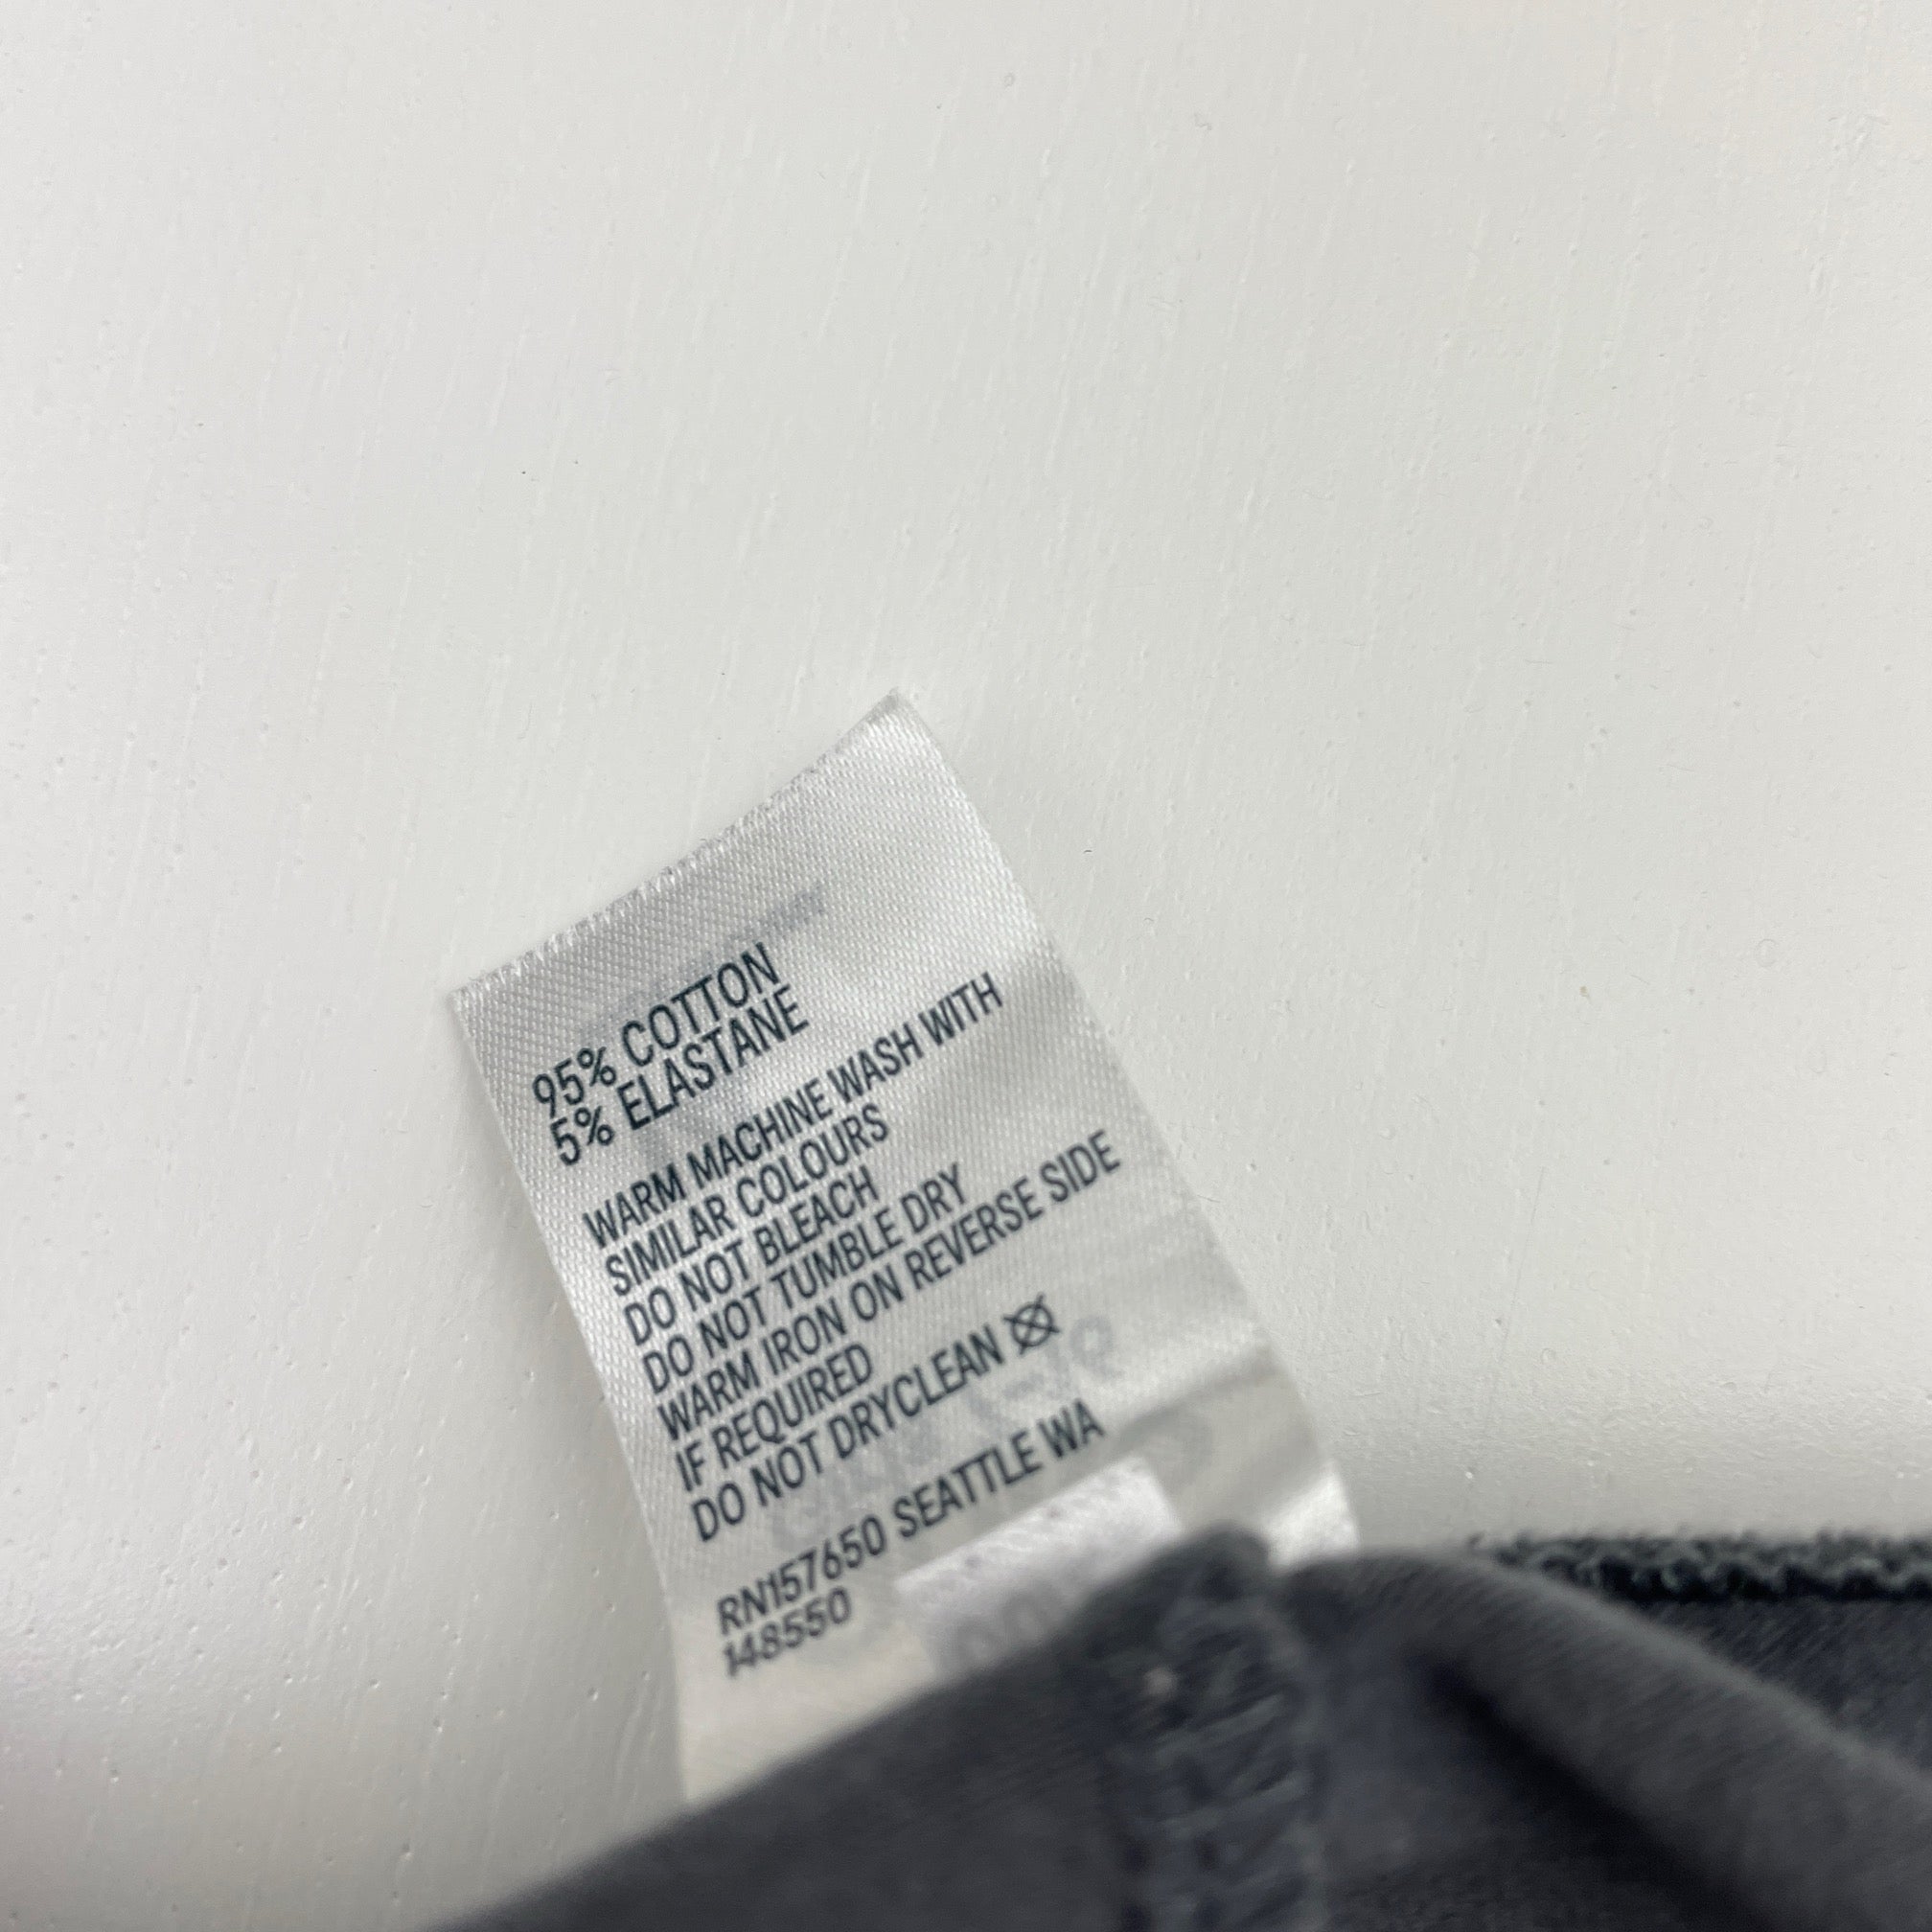 95% COTTON
5% ELASTANE
WARM MACHINE WASH WITH
SIMILAR COLOURS
DO NOT BLEACH
DO NOT TUMBLE DRY
WARM IRON ON REVERSE SIDE
IF REQUIRED
DO NOT DRYCLEAN
RN157650 SEATTLE WA
148550